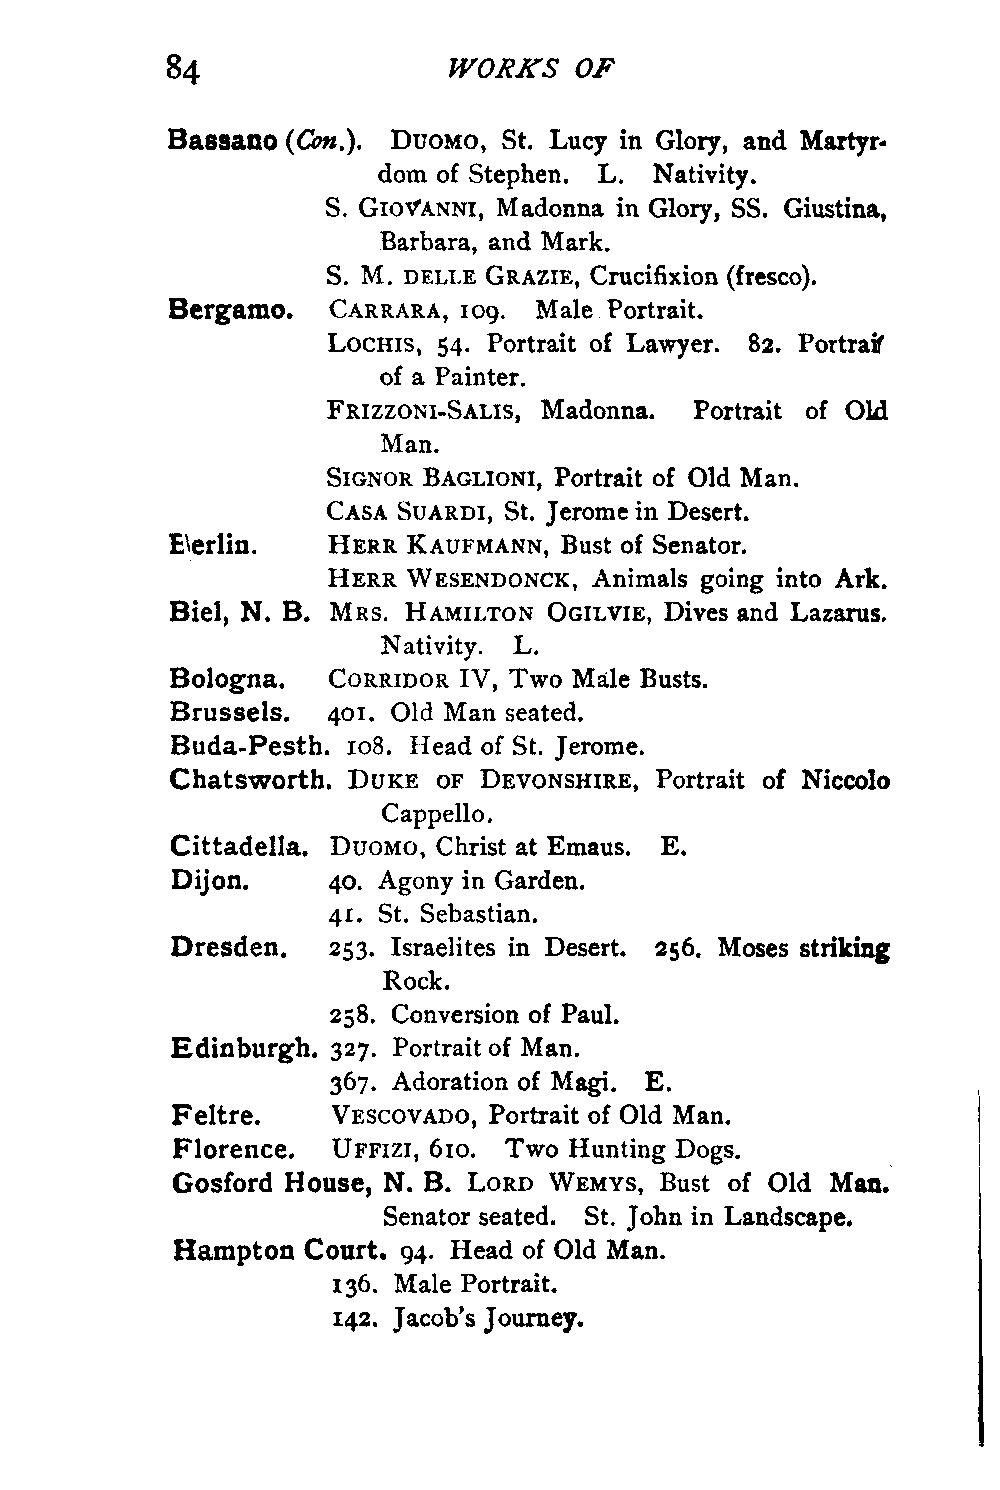 84 WORKS OF
Bassano (Con.). DUOMO, St. Lucy in Glory, and Martyr-
dom of Stephen. L. Nativity.
S. GIOVANNI, Madonna in Glory, SS. Giustina,
Barbara, and Mark.
S. M. DELLE GRAZIE, Crucifixion (fresco).
Bergamo. CARRARA, 109. Male Portrait.
LOCHIS, 54. Portrait of Lawyer. 82. Portrait
of a Painter.
FRIZZONI-SALIS, Madonna. Portrait of Old
Man.
SIGNOR BAGLIONI, Portrait of Old Man.
CASA SUARDI, St. Jerome in Desert.
Berlin. HERR KAUFMANN, Bust of Senator.
HERR WESENDONCK, Animals going into Ark.
Biel, N. B. MRS. HAMILTON OGILVIE, Dives and Lazarus.
Nativity. L.
Bologna. CORRIDOR IV, Two Male Busts.
Brussels. 401. Old Man seated.
Buda-Pesth. 108. Head of St. Jerome.
Chatsworth. DUKE OF DEVONSHIRE, Portrait of Niccolo
Cappello.
Cittadella. DUOMO, Christ at Emaus. E.
Dijon. 40. Agony in Garden.
41. St. Sebastian.
Dresden. 253. Israelites in Desert. 256. Moses striking
Rock.
258. Conversion of Paul.
Edinburgh. 327. Portrait of Man.
367. Adoration of Magi. E.
Feltre. VESCOVADO, Portrait of Old Man.
Florence. UFFIZI, 610. Two Hunting Dogs.
Gosford House, N. B. LORD WEMYS, Bust of Old Man.
Senator seated. St. John in Landscape.
Hampton Court. 94. Head of Old Man.
136. Male Portrait.
142. Jacob's Journey.